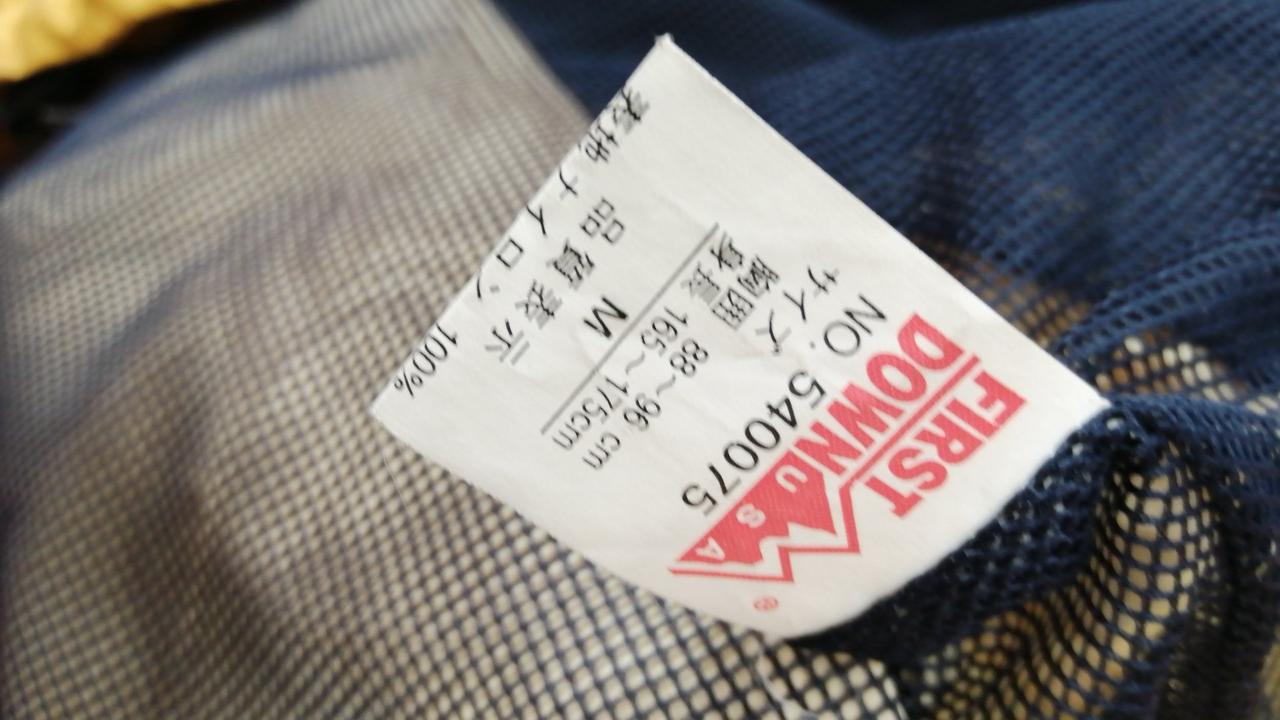 FIRST
DOWN USA
®
NO. 540075
サイズ
胸囲 88~96 cm
身長 165~175cm
M
品質表示
表地 ナイロン 100%